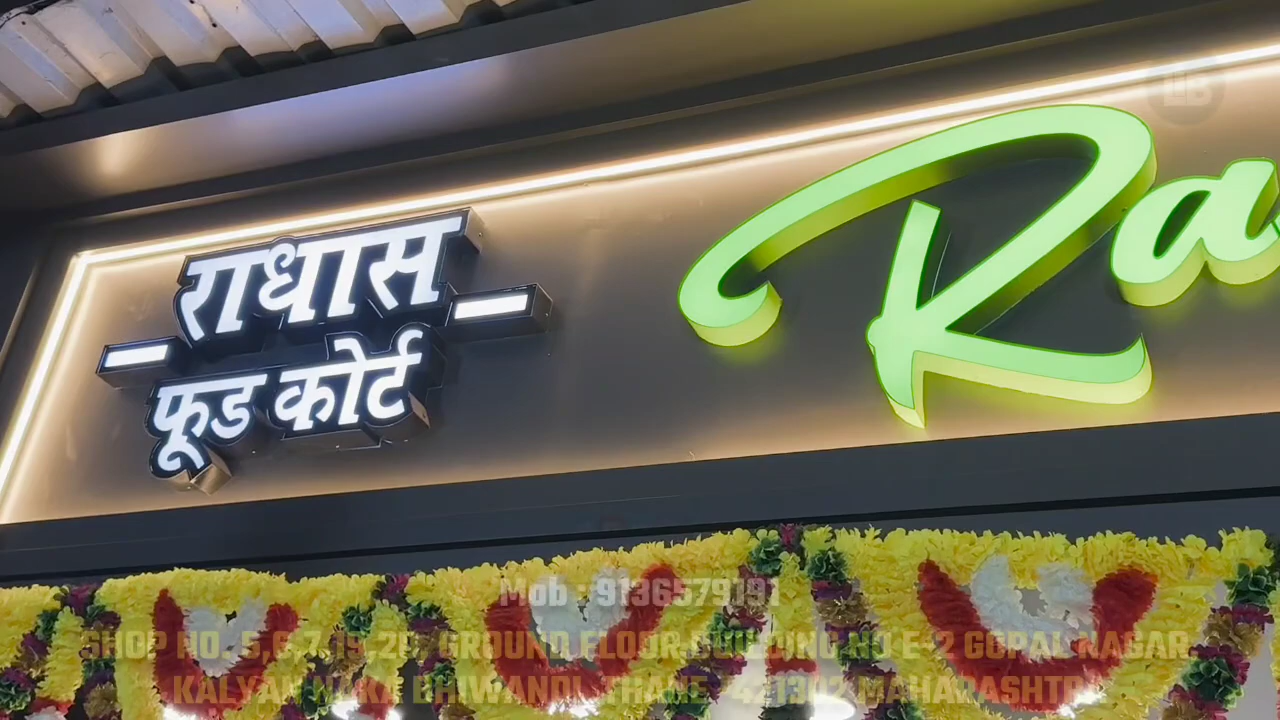 राधास
फूड कोर्ट
Ra
Mob : 9136579191
SHOP NO. 5,6,7,19,20, GROUND FLOOR,BUILDING NO E-2 GOPAL NAGAR
KALYAN NAKA BHIWANDI, THANE - 421302 MAHARASHTRA